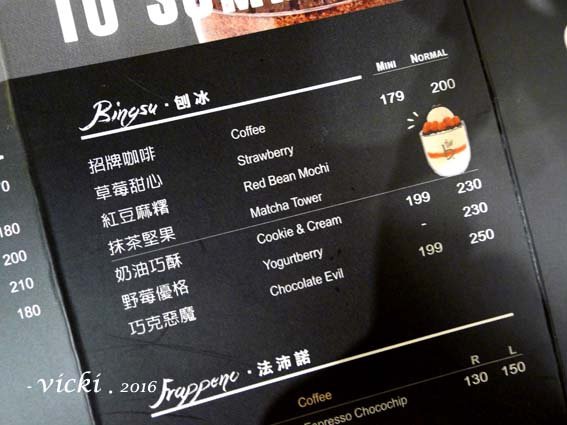 TO SUM
MINI NORMAL
Bingsu · 刨冰
招牌咖啡 Coffee 179 200
草莓甜心 Strawberry
紅豆麻糬 Red Bean Mochi
抹茶堅果 Matcha Tower
奶油巧酥 Cookie & Cream 199 230
野莓優格 Yogurtberry - 230
巧克惡魔 Chocolate Evil 199 250
180
200
210
180
Frappeno · 法沛諾
R L
Coffee 130 150
Espresso Chocochip
- vicki . 2016